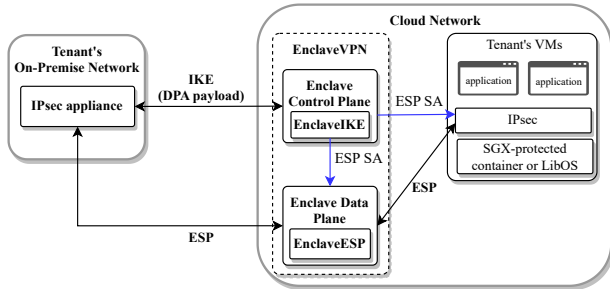 Cloud Network
Tenant's
On-Premise Network
IPsec appliance
IKE
(DPA payload)
EnclaveVPN
Enclave
Control Plane
EnclaveIKE
ESP SA
ESP SA
Tenant's VMs
application
application
IPsec
SGX-protected
container or LibOS
ESP
Enclave Data
Plane
EnclaveESP
ESP